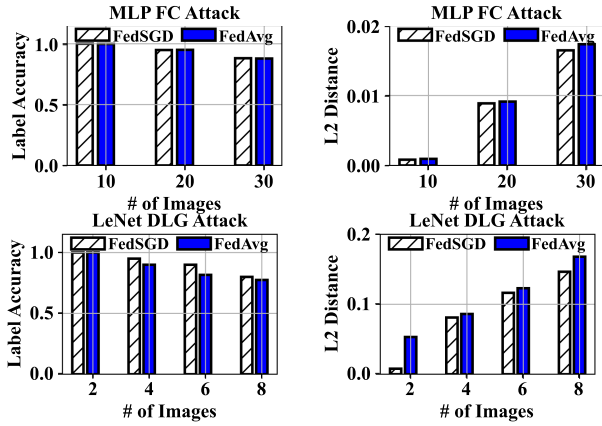 MLP FC Attack
FedSGD FedAvg
Label Accuracy
1.0
0.5
0.0
10 20 30
# of Images
MLP FC Attack
FedSGD FedAvg
L2 Distance
0.02
0.01
0.00
10 20 30
# of Images
LeNet DLG Attack
FedSGD FedAvg
Label Accuracy
1.0
0.5
0.0
2 4 6 8
# of Images
LeNet DLG Attack
FedSGD FedAvg
L2 Distance
0.2
0.1
0.0
2 4 6 8
# of Images